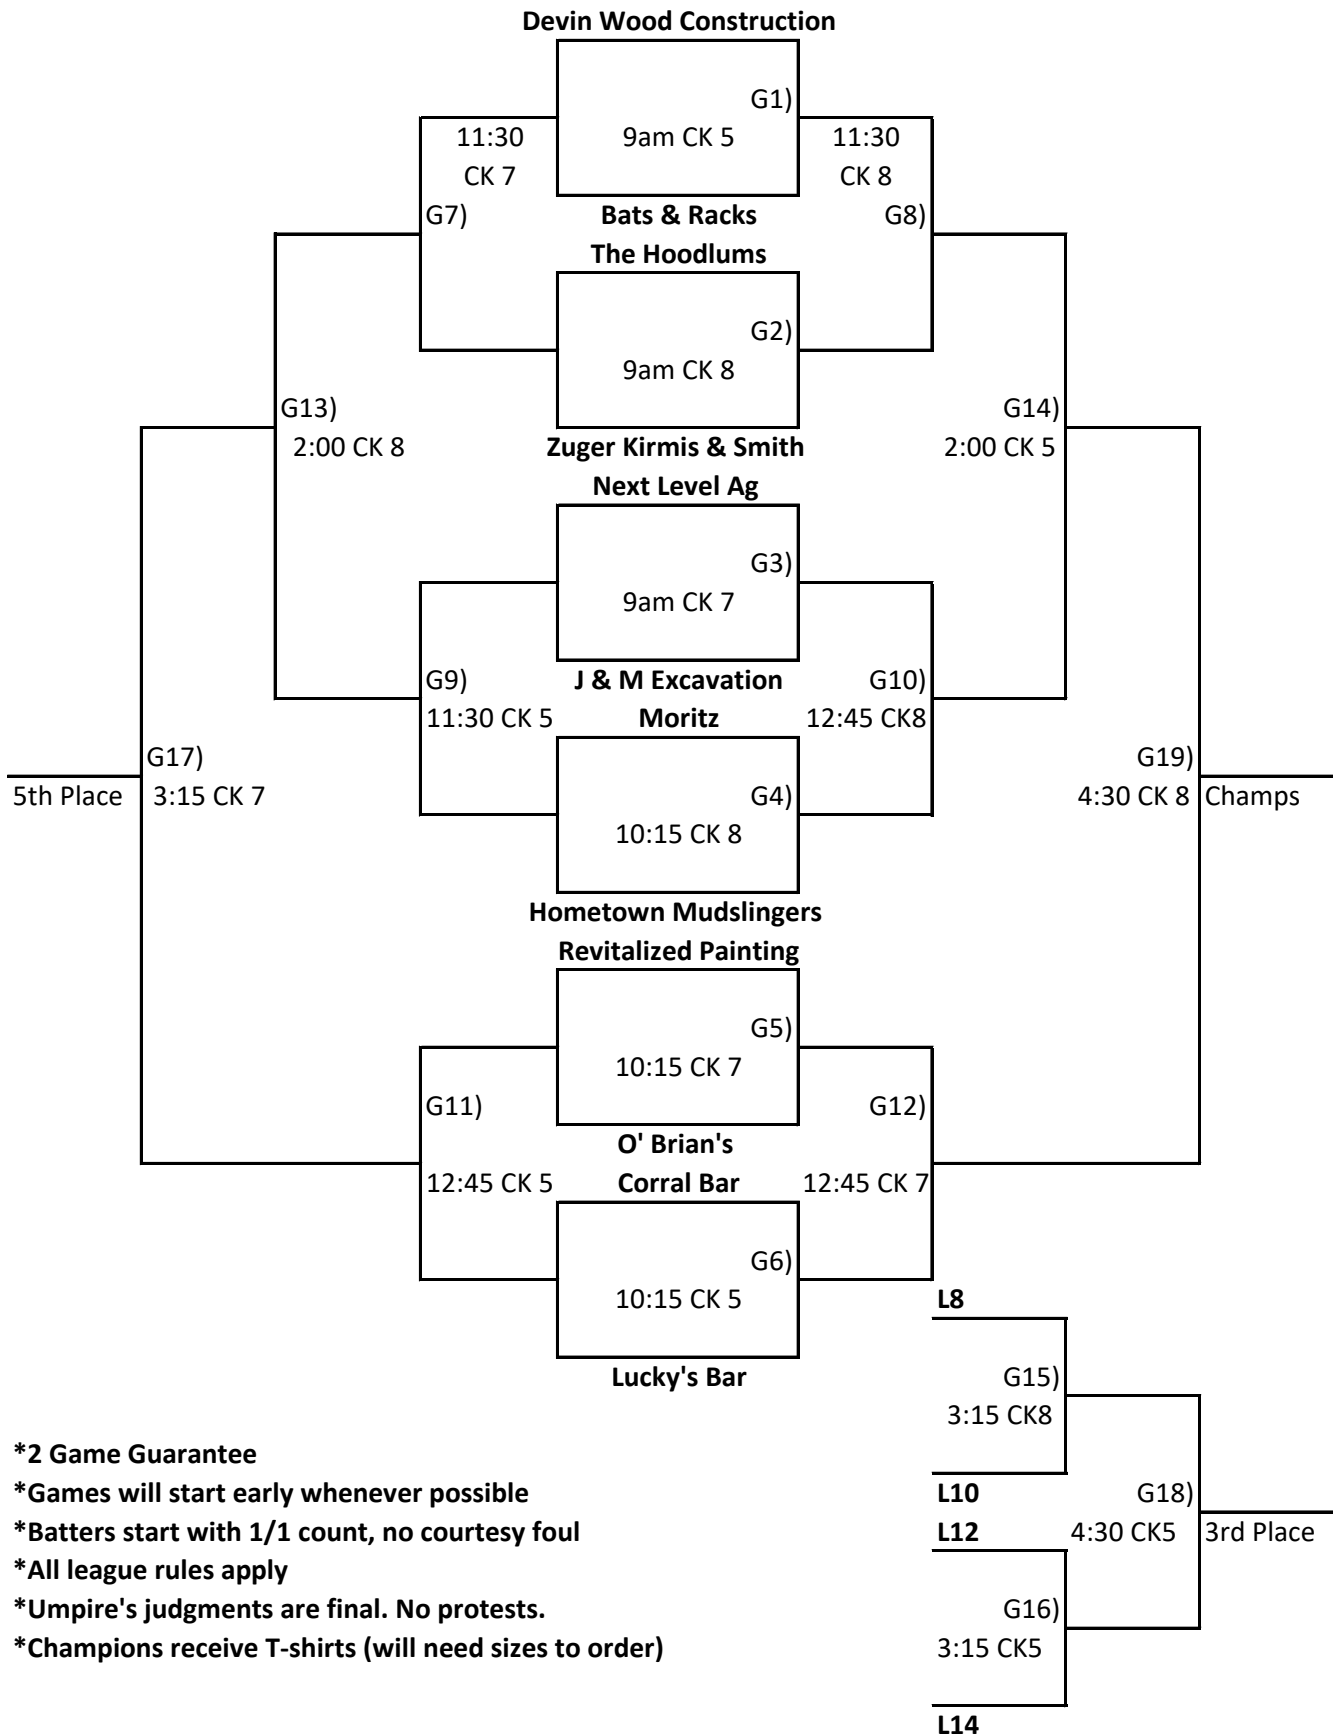 Devin Wood Construction
G1)
11:30
9am CK 5
11:30
CK 7
CK 8
G7)
Bats & Racks
G8)
The Hoodlums
G2)
9am CK 8
G13)
G14)
2:00 CK 8
Zuger Kirmis & Smith
2:00 CK 5
Next Level Ag
G3)
9am CK 7
G9)
J & M Excavation
G10)
11:30 CK 5
Moritz
12:45 CK8
G17)
G19)
5th Place
3:15 CK 7
G4)
4:30 CK 8
Champs
10:15 CK 8
Hometown Mudslingers
Revitalized Painting
G5)
10:15 CK 7
G11)
G12)
O' Brian's
12:45 CK 5
Corral Bar
12:45 CK 7
G6)
10:15 CK 5
L8
Lucky's Bar
G15)
3:15 CK8
*2 Game Guarantee
*Games will start early whenever possible
L10
G18)
*Batters start with 1/1 count, no courtesy foul
L12
4:30 CK5
3rd Place
*All league rules apply
*Umpire's judgments are final. No protests.
G16)
*Champions receive T-shirts (will need sizes to order)
3:15 CK5
L14